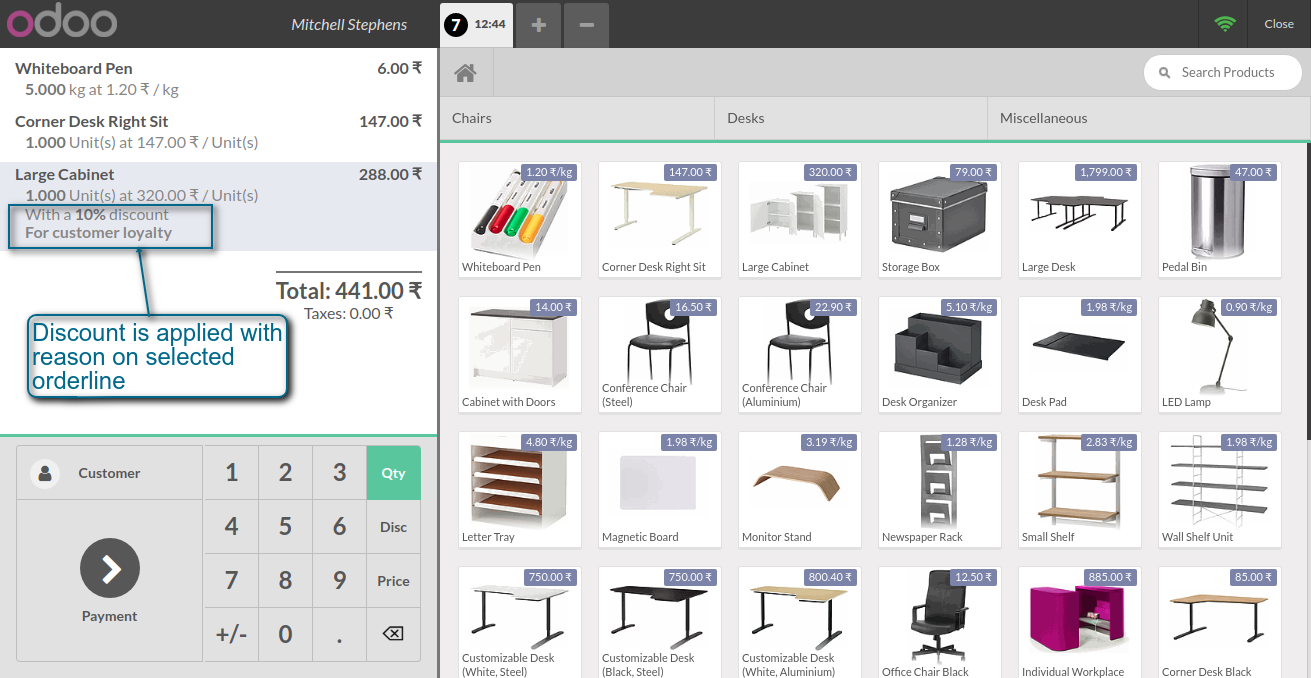 odoo
Mitchell Stephens
7 12:44
Close
Whiteboard Pen 6.00 ₹
5.000 kg at 1.20 ₹ / kg
Corner Desk Right Sit 147.00 ₹
1.000 Unit(s) at 147.00 ₹ / Unit(s)
Large Cabinet 288.00 ₹
1.000 Unit(s) at 320.00 ₹ / Unit(s)
With a 10% discount
For customer loyalty
Total: 441.00 ₹
Taxes: 0.00 ₹
Discount is applied with
reason on selected
orderline
Customer
1 2 3 Qty
4 5 6 Disc
7 8 9 Price
+/- 0 .
Payment
Search Products
Chairs Desks Miscellaneous
1.20 ₹/kg 147.00 ₹ 320.00 ₹ 79.00 ₹ 1,799.00 ₹ 47.00 ₹
Whiteboard Pen Corner Desk Right Sit Large Cabinet Storage Box Large Desk Pedal Bin
14.00 ₹ 16.50 ₹ 22.90 ₹ 5.10 ₹/kg 1.98 ₹/kg 0.90 ₹/kg
Cabinet with Doors Conference Chair (Steel) Conference Chair (Aluminium) Desk Organizer Desk Pad LED Lamp
4.80 ₹/kg 1.98 ₹/kg 3.19 ₹/kg 1.28 ₹/kg 2.83 ₹/kg 1.98 ₹/kg
Letter Tray Magnetic Board Monitor Stand Newspaper Rack Small Shelf Wall Shelf Unit
750.00 ₹ 750.00 ₹ 800.40 ₹ 12.50 ₹ 885.00 ₹ 85.00 ₹
Customizable Desk (White, Steel) Customizable Desk (Black, Steel) Customizable Desk (White, Aluminium) Office Chair Black Individual Workplace Corner Desk Black